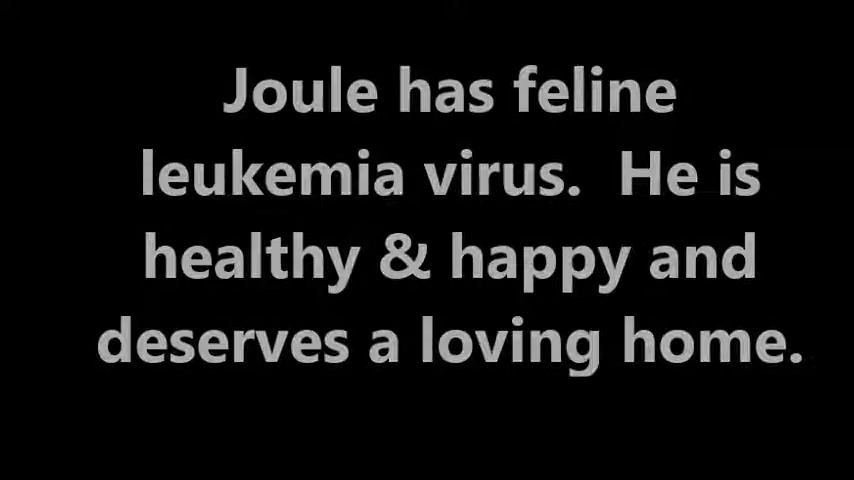 Joule has feline
leukemia virus.  He is
healthy & happy and
deserves a loving home.